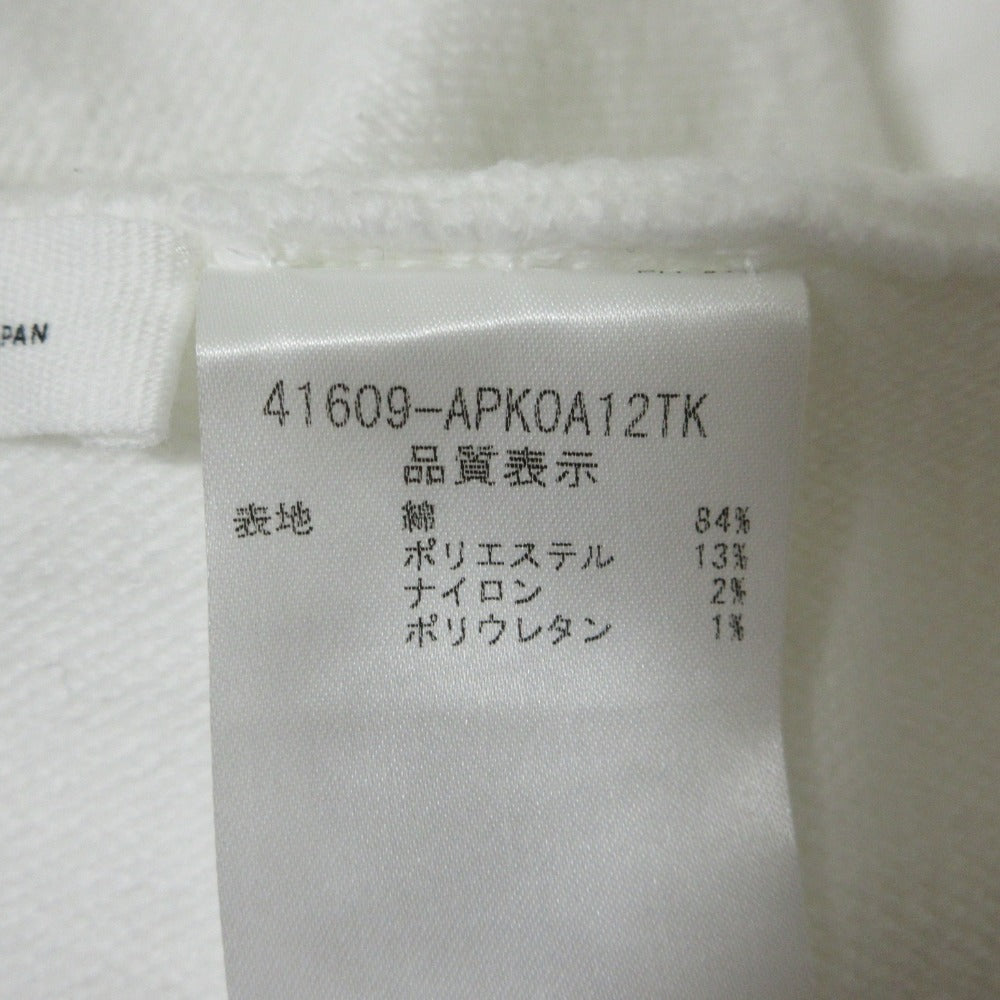 PAN
41609-APK0A12TK
品質表示
表地 綿 84%
ポリエステル 13%
ナイロン 2%
ポリウレタン 1%